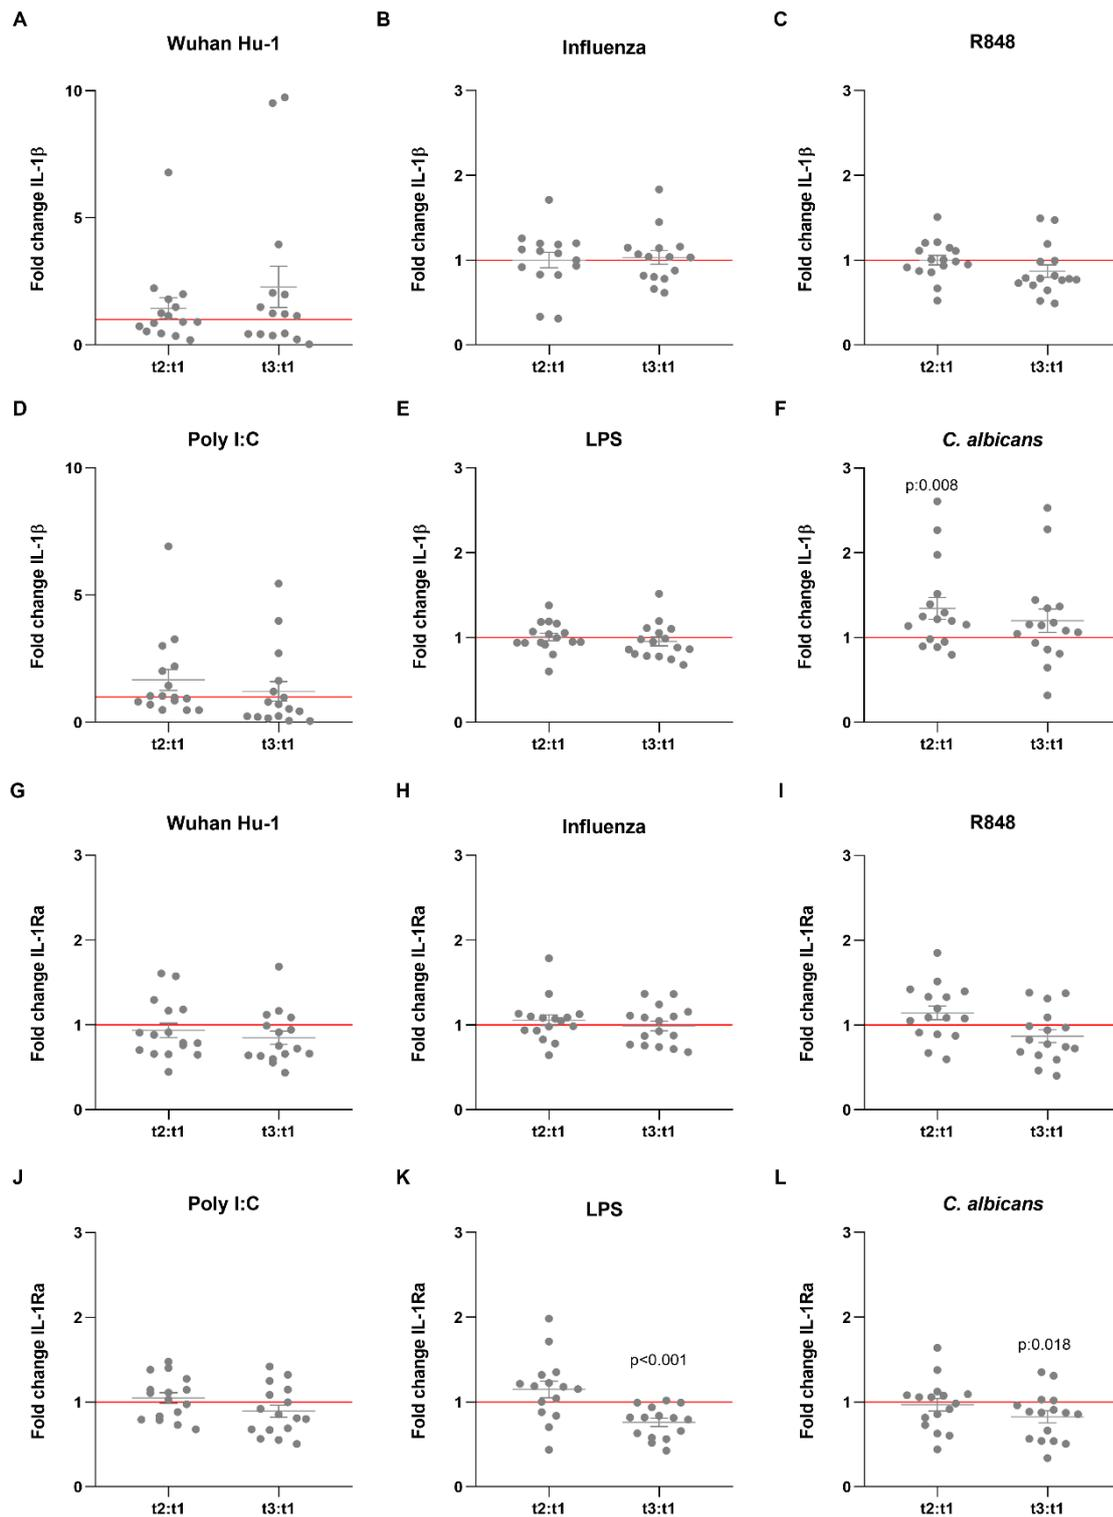 A
Wuhan Hu-1
Fold change IL-1β
10
5
0
t2:t1
t3:t1
B
Influenza
Fold change IL-1β
3
2
1
0
t2:t1
t3:t1
C
R848
Fold change IL-1β
3
2
1
0
t2:t1
t3:t1
D
Poly I:C
Fold change IL-1β
10
5
0
t2:t1
t3:t1
E
LPS
Fold change IL-1β
3
2
1
0
t2:t1
t3:t1
F
C. albicans
Fold change IL-1β
3
2
1
0
p:0.008
t2:t1
t3:t1
G
Wuhan Hu-1
Fold change IL-1Ra
3
2
1
0
t2:t1
t3:t1
H
Influenza
Fold change IL-1Ra
3
2
1
0
t2:t1
t3:t1
I
R848
Fold change IL-1Ra
3
2
1
0
t2:t1
t3:t1
J
Poly I:C
Fold change IL-1Ra
3
2
1
0
t2:t1
t3:t1
K
LPS
Fold change IL-1Ra
3
2
1
0
p<0.001
t2:t1
t3:t1
L
C. albicans
Fold change IL-1Ra
3
2
1
0
p:0.018
t2:t1
t3:t1